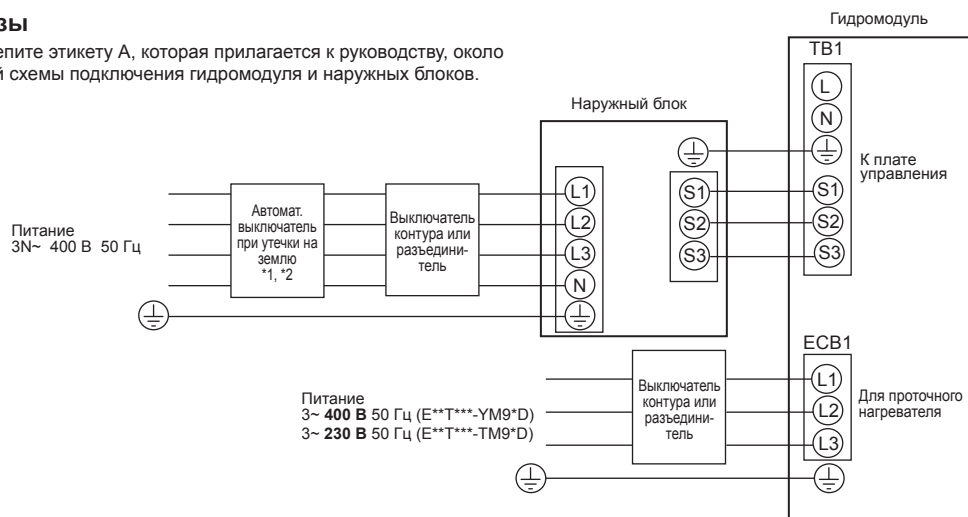 зы
епите этикету А, которая прилагается к руководству, около
й схемы подключения гидромодуля и наружных блоков.
Гидромодуль
TB1
L
N
К плате
управления
S1
S2
S3
Наружный блок
L1
L2
L3
N
S1
S2
S3
Питание
3N~ 400 В 50 Гц
Автомат.
выключатель
при утечки на
землю
*1, *2
Выключатель
контура или
разъедини-
тель
ECB1
L1
L2
L3
Для проточного
нагревателя
Питание
3~ 400 В 50 Гц (E**T***-YM9*D)
3~ 230 В 50 Гц (E**T***-TM9*D)
Выключатель
контура или
разъедини-
тель